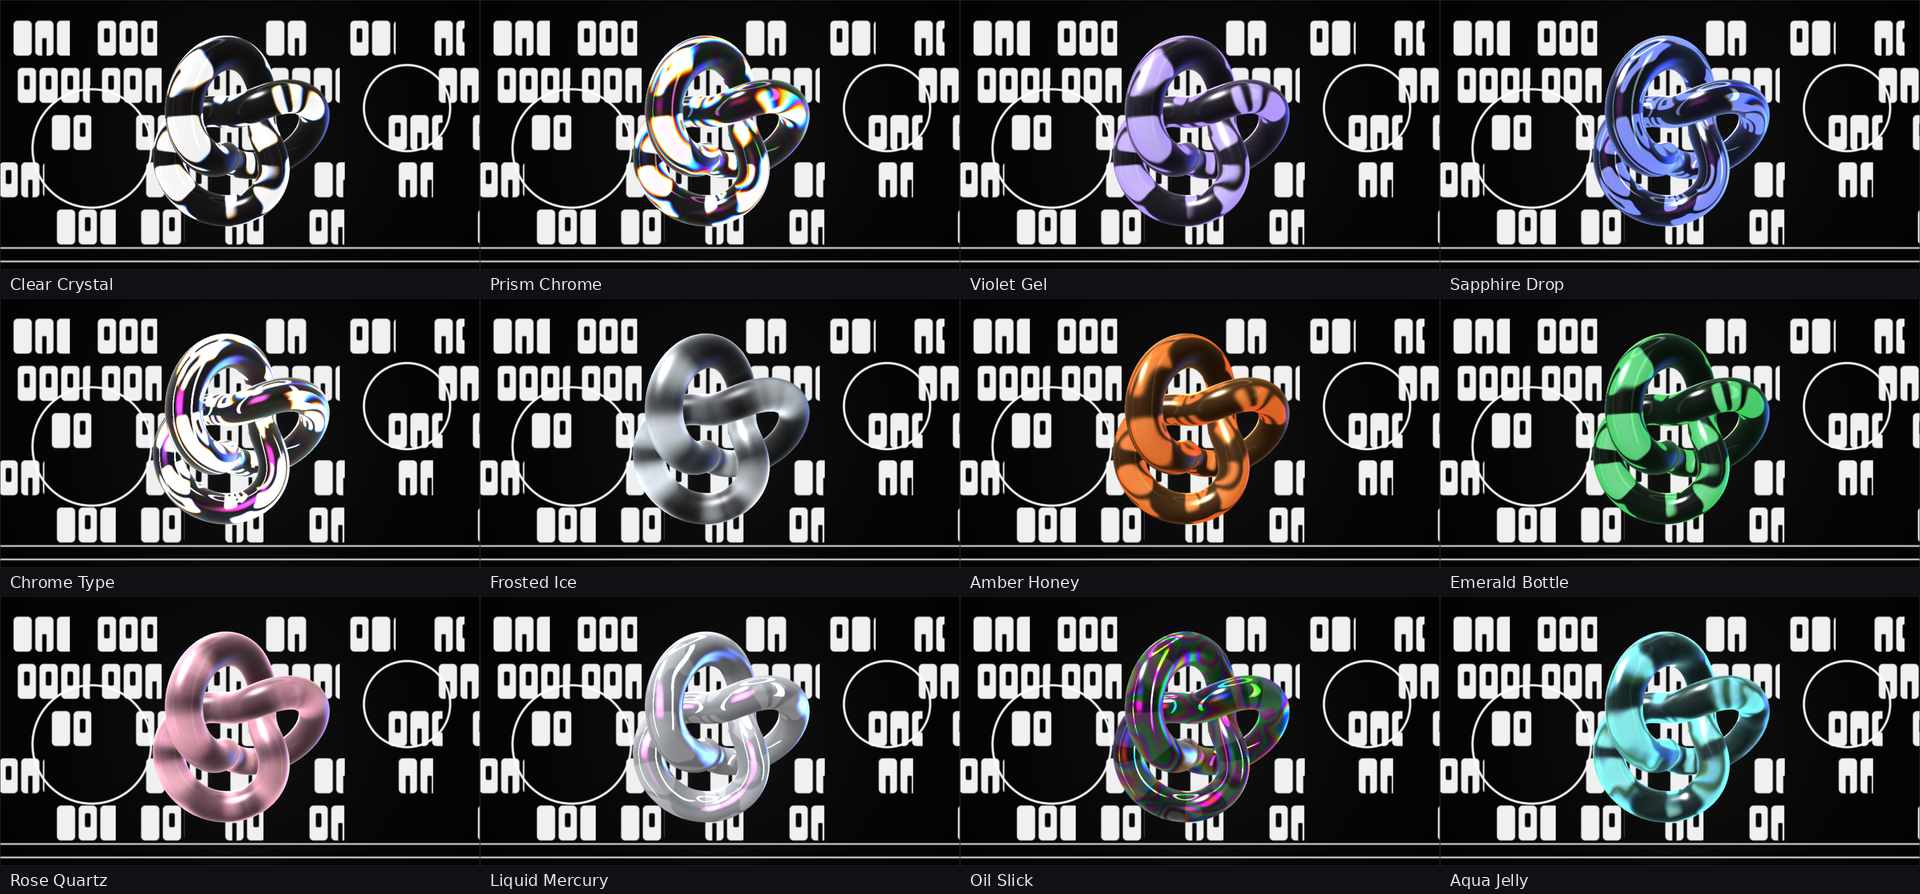 Clear Crystal
Prism Chrome
Violet Gel
Sapphire Drop
Chrome Type
Frosted Ice
Amber Honey
Emerald Bottle
Rose Quartz
Liquid Mercury
Oil Slick
Aqua Jelly